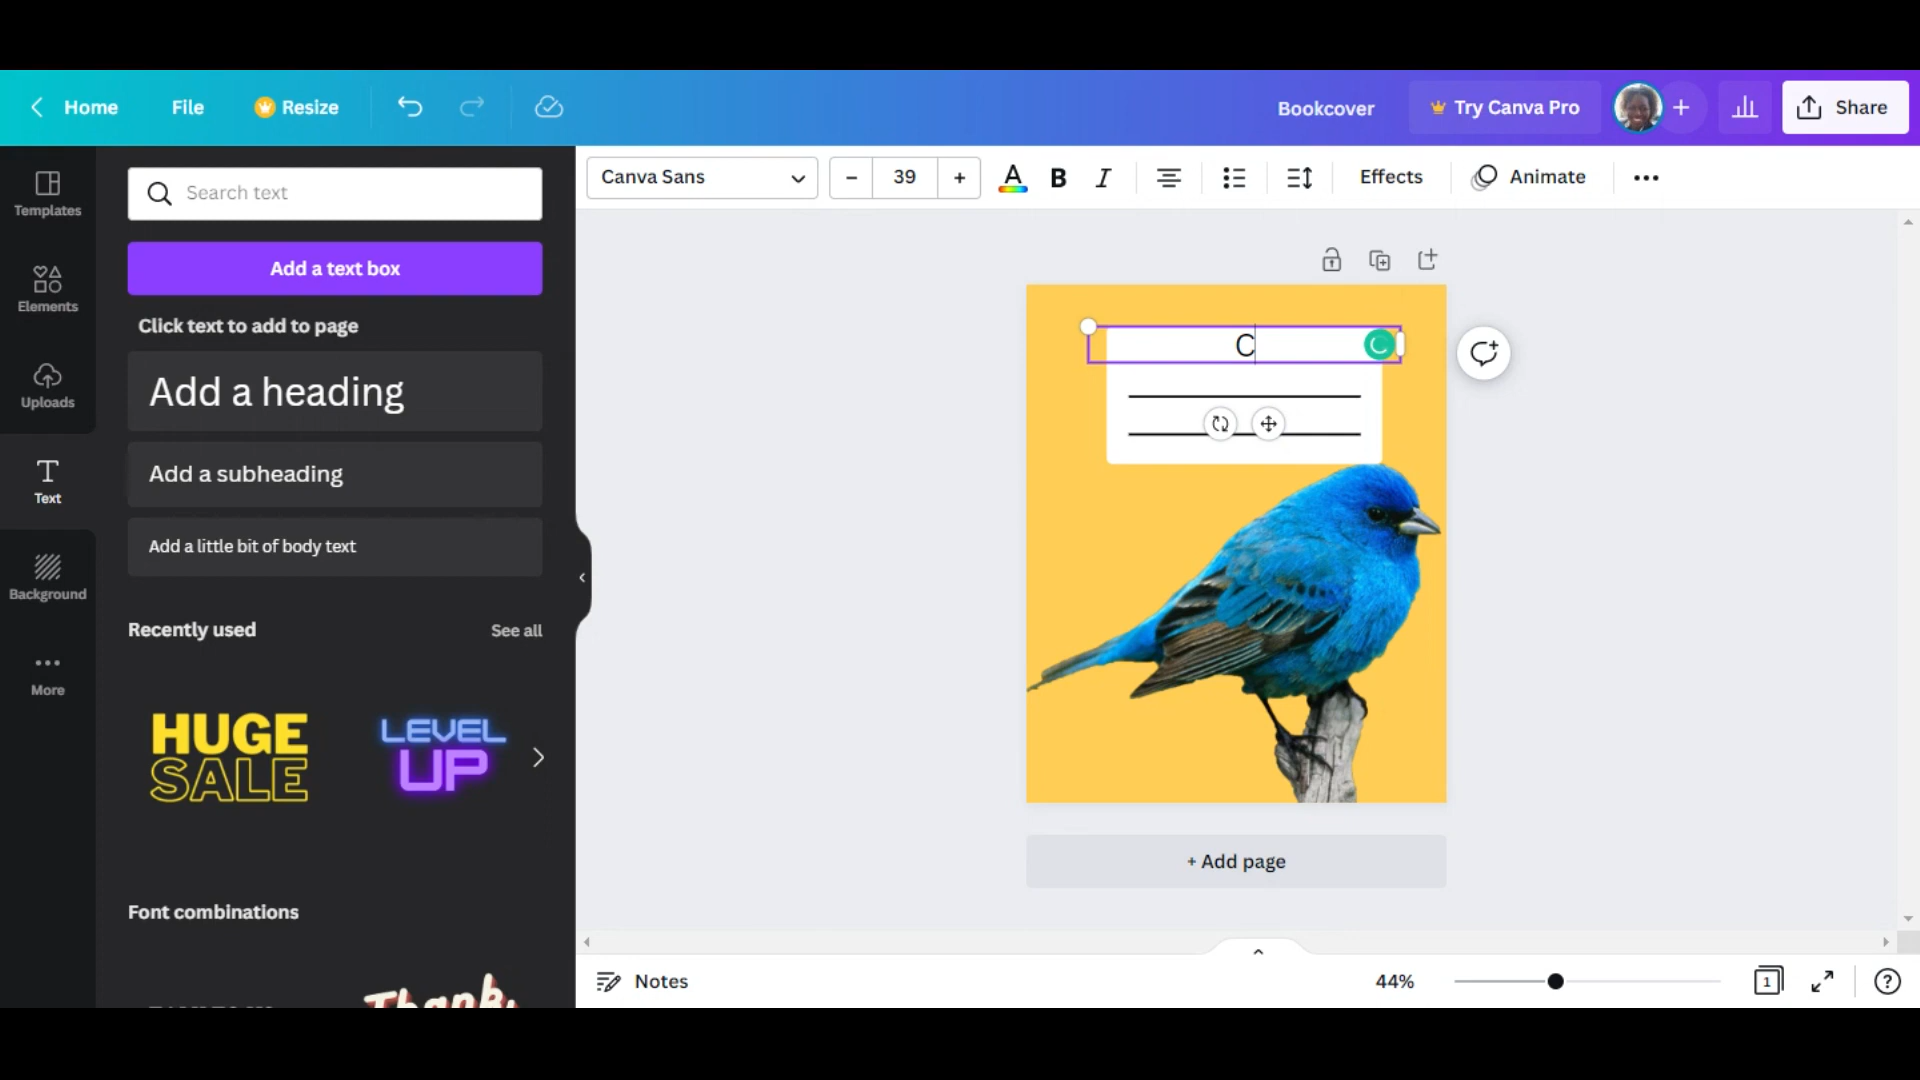 Home
File
Resize
Bookcover
Try Canva Pro
Share
Templates
Elements
Uploads
Text
Background
More
Search text
Add a text box
Click text to add to page
Add a heading
Add a subheading
Add a little bit of body text
Recently used
See all
HUGE
SALE
LEVEL
UP
Font combinations
Thank
Canva Sans
39
A
B
I
Effects
Animate
C
+ Add page
Notes
44%
1